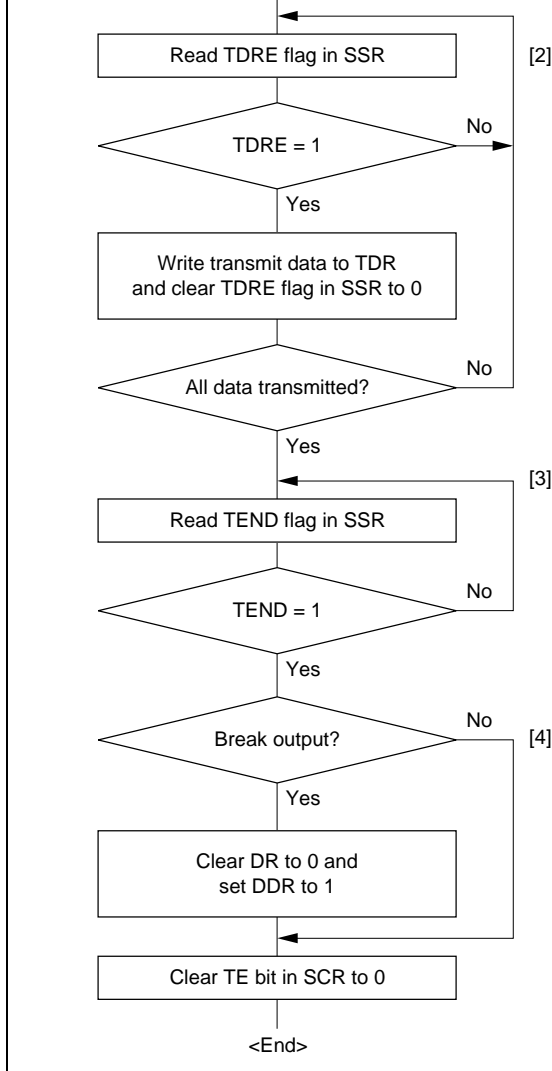 Read TDRE flag in SSR
[2]
TDRE = 1
No
Yes
Write transmit data to TDR
and clear TDRE flag in SSR to 0
All data transmitted?
No
Yes
[3]
Read TEND flag in SSR
TEND = 1
No
Yes
Break output?
No
[4]
Yes
Clear DR to 0 and
set DDR to 1
Clear TE bit in SCR to 0
<End>